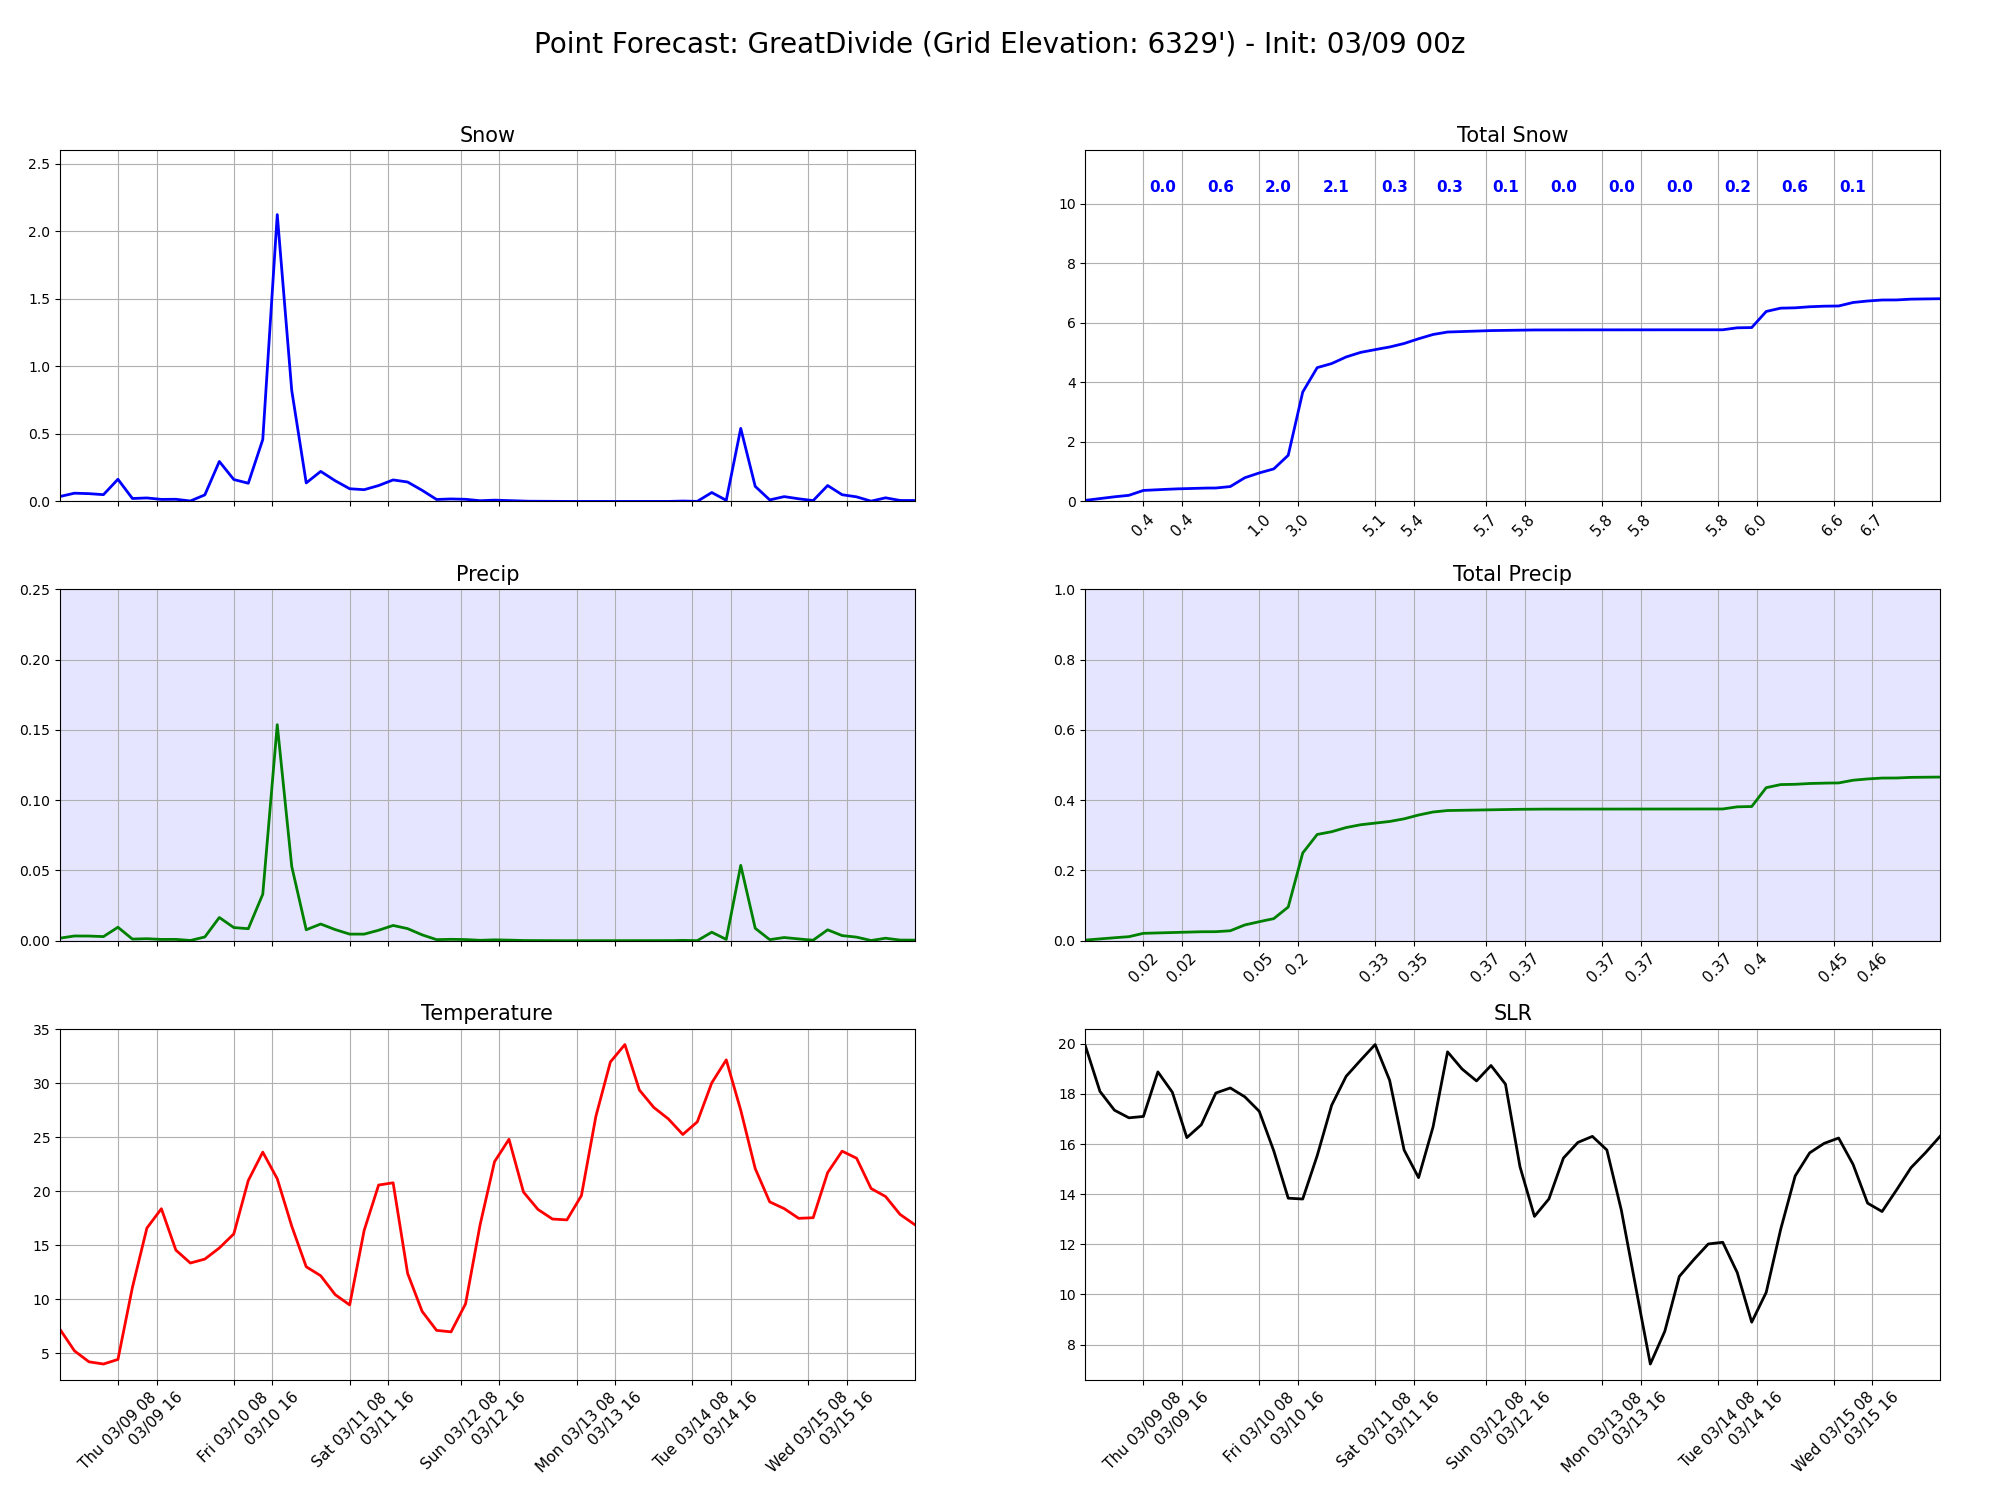 Point Forecast: GreatDivide (Grid Elevation: 6329') - Init: 03/09 00z
Snow
2.5
2.0
1.5
1.0
0.5
0.0
Total Snow
0.0 0.6 2.0 2.1 0.3 0.3 0.1 0.0 0.0 0.0 0.2 0.6 0.1
10
8
6
4
2
0
0.4 0.4 1.0 3.0 5.1 5.4 5.7 5.8 5.8 5.8 5.8 6.0 6.6 6.7
Precip
0.25
0.20
0.15
0.10
0.05
0.00
Total Precip
1.0
0.8
0.6
0.4
0.2
0.0
0.02 0.02 0.05 0.2 0.33 0.35 0.37 0.37 0.37 0.37 0.37 0.4 0.45 0.46
Temperature
35
30
25
20
15
10
5
Thu 03/09 08
03/09 16
Fri 03/10 08
03/10 16
Sat 03/11 08
03/11 16
Sun 03/12 08
03/12 16
Mon 03/13 08
03/13 16
Tue 03/14 08
03/14 16
Wed 03/15 08
03/15 16
SLR
20
18
16
14
12
10
8
Thu 03/09 08
03/09 16
Fri 03/10 08
03/10 16
Sat 03/11 08
03/11 16
Sun 03/12 08
03/12 16
Mon 03/13 08
03/13 16
Tue 03/14 08
03/14 16
Wed 03/15 08
03/15 16